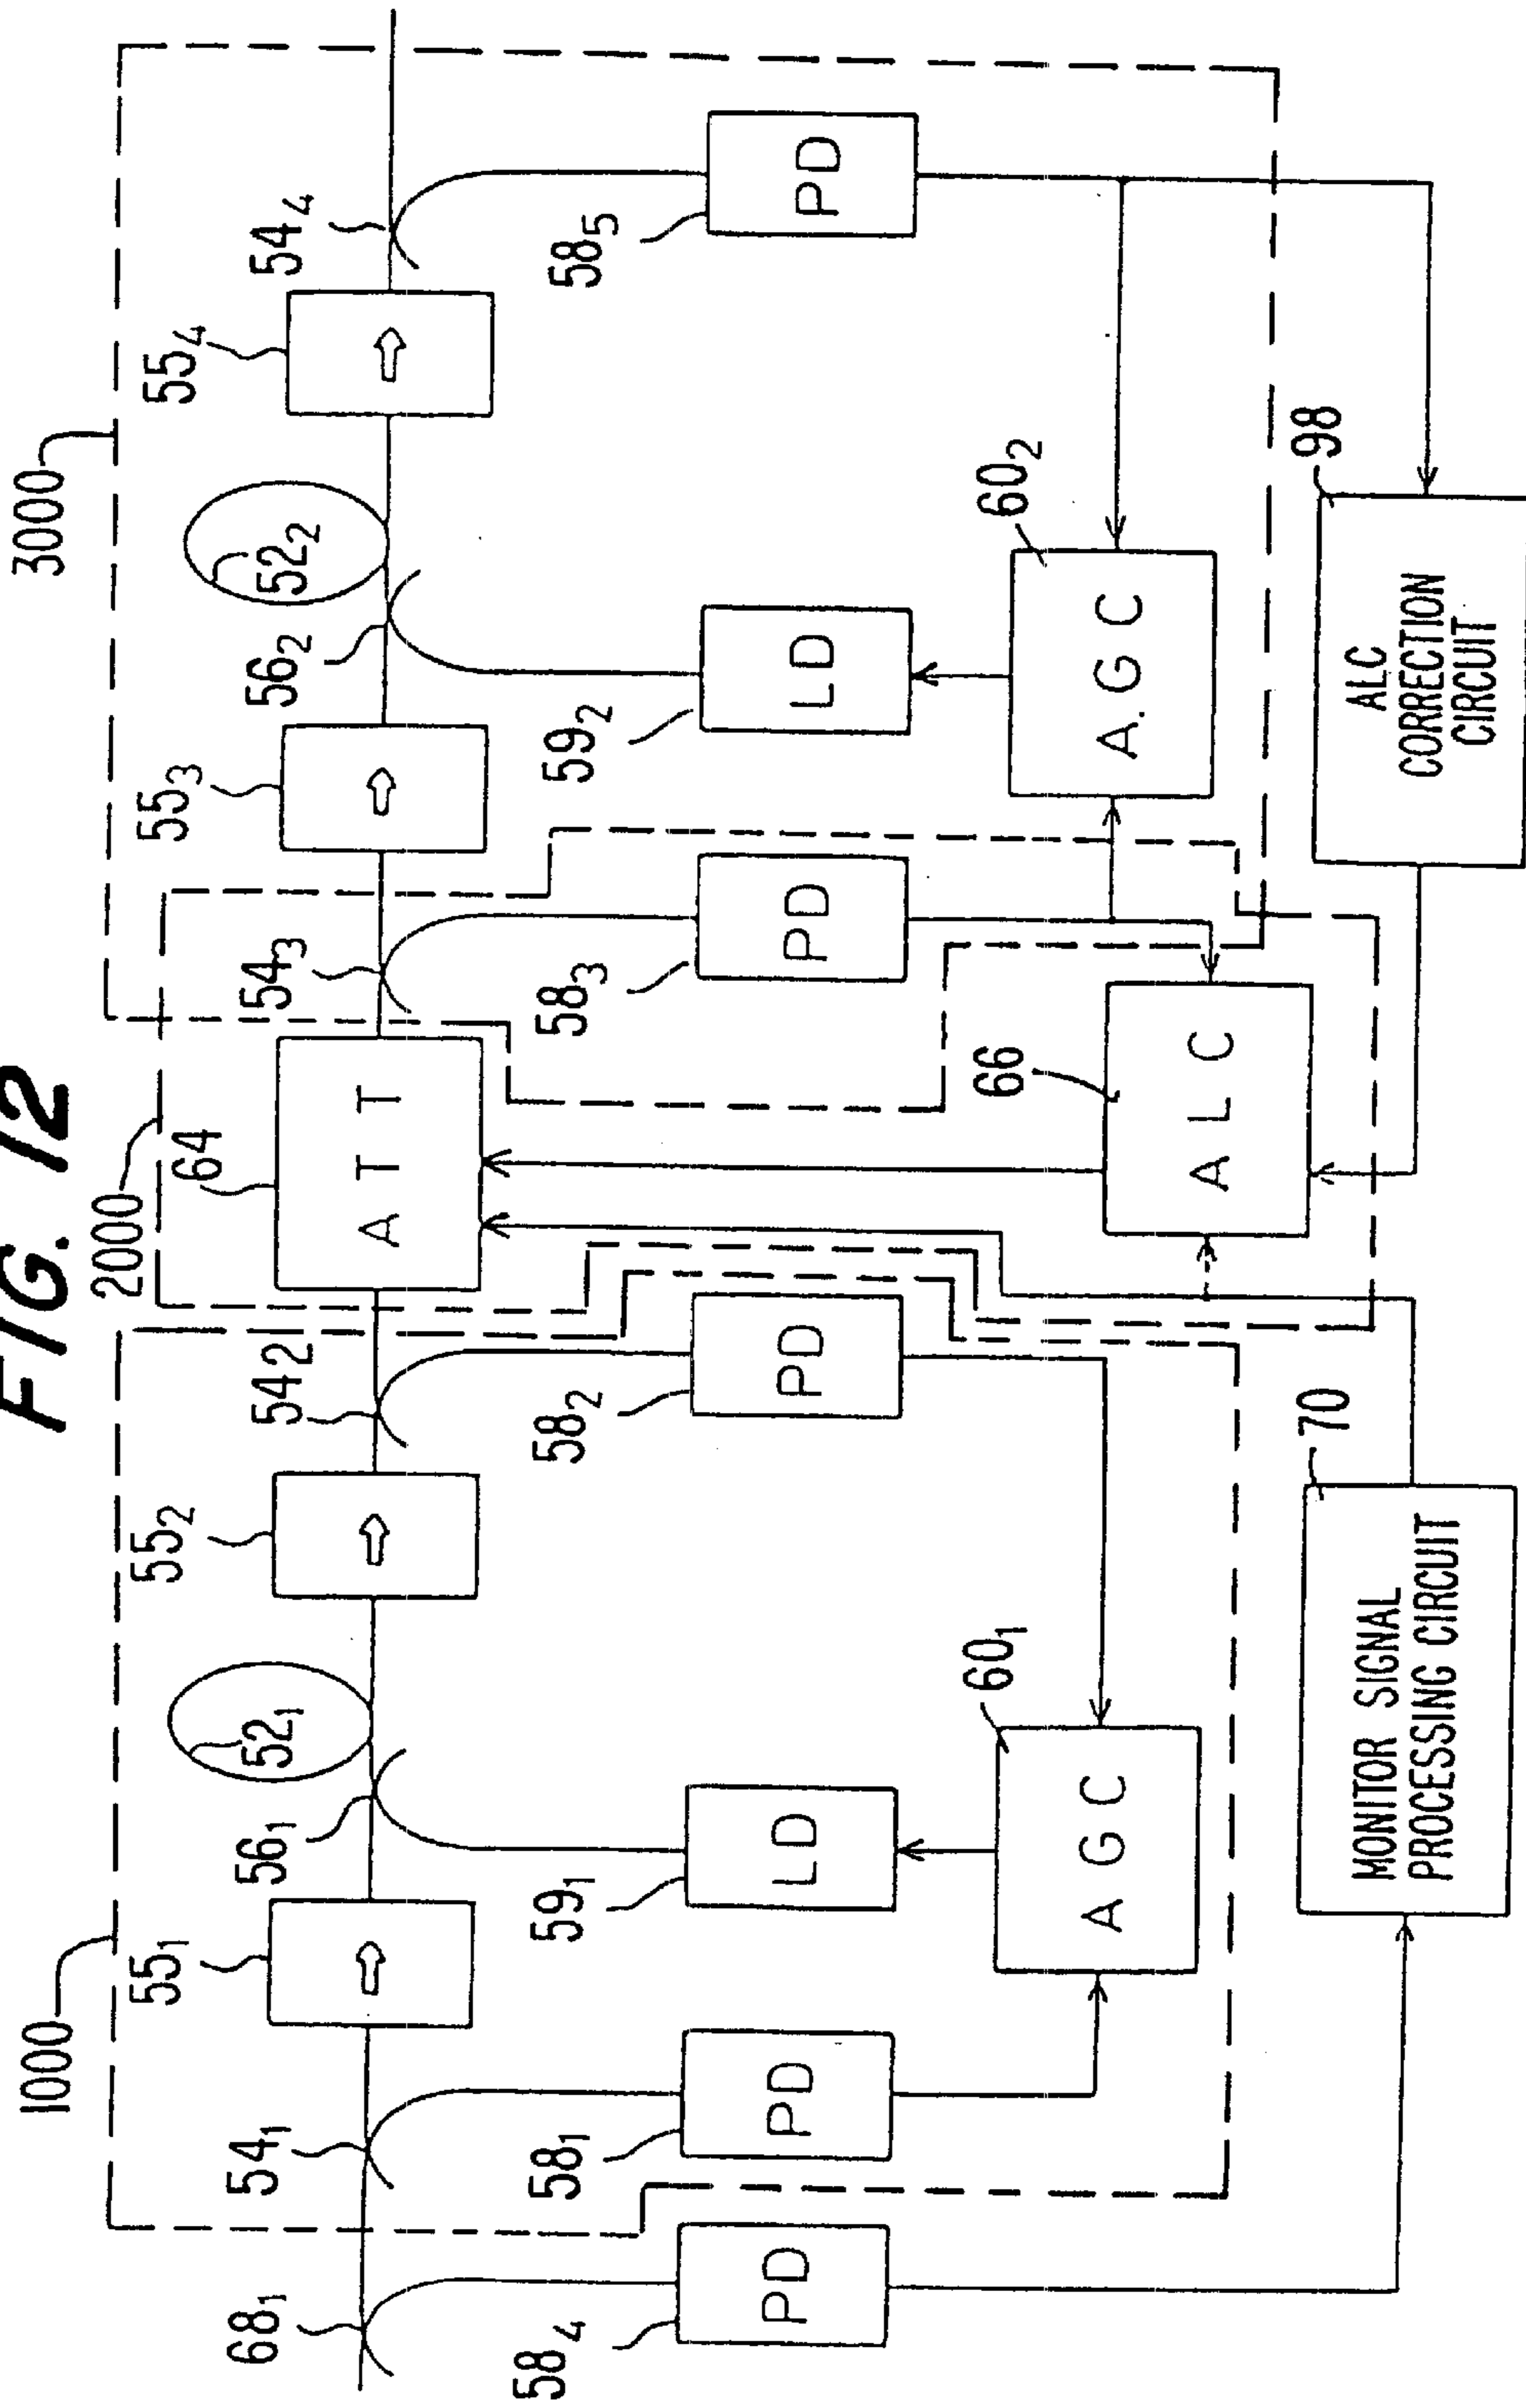 FIG. 12
1000
2000
3000
68₁
54₁
55₁
56₁
52₁
55₂
54₂
64
54₃
55₃
56₂
52₂
55₄
54₄
ATT
58₄
PD
58₁
PD
59₁
LD
58₂
PD
58₃
PD
59₂
LD
58₅
PD
60₁
AGC
66
ALC
60₂
A.GC
70
MONITOR SIGNAL
PROCESSING CIRCUIT
98
ALC
CORRECTION
CIRCUIT